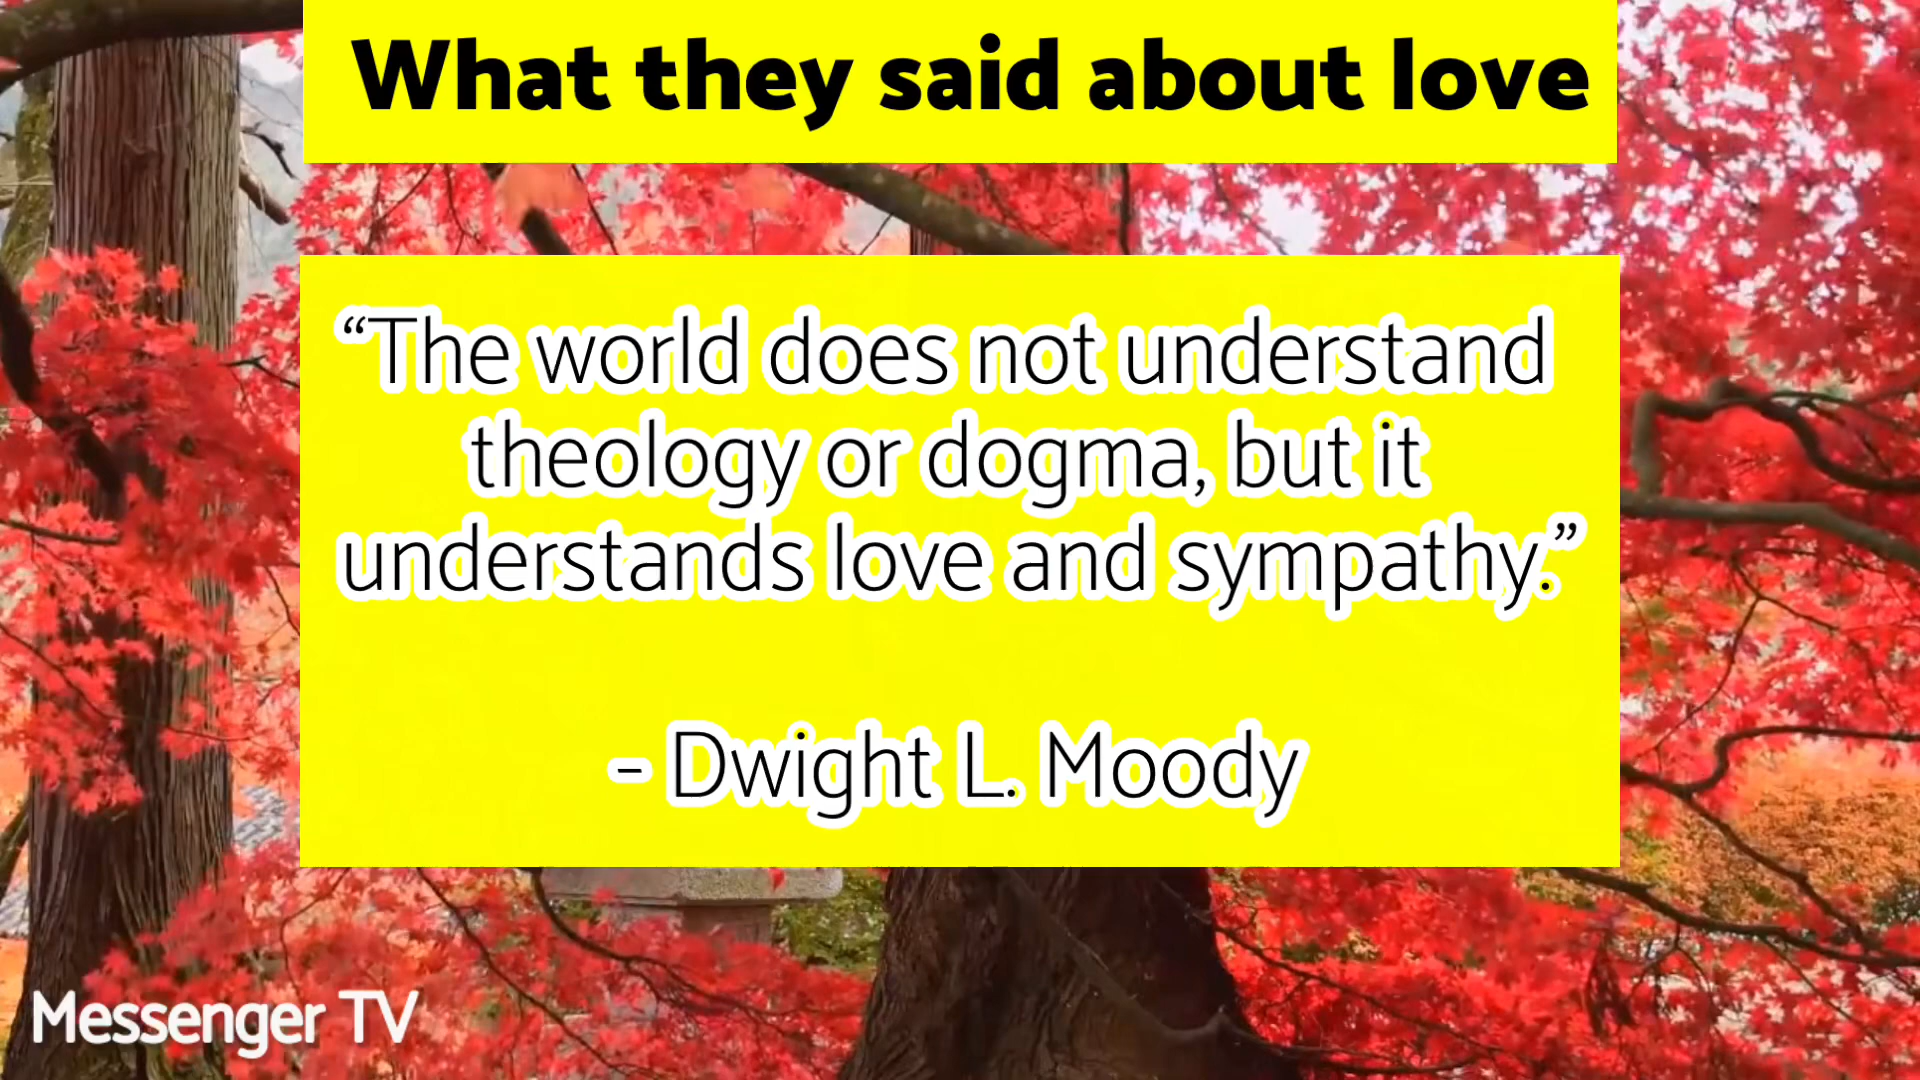 What they said about love
“The world does not understand
theology or dogma, but it
understands love and sympathy.”
– Dwight L. Moody
Messenger TV